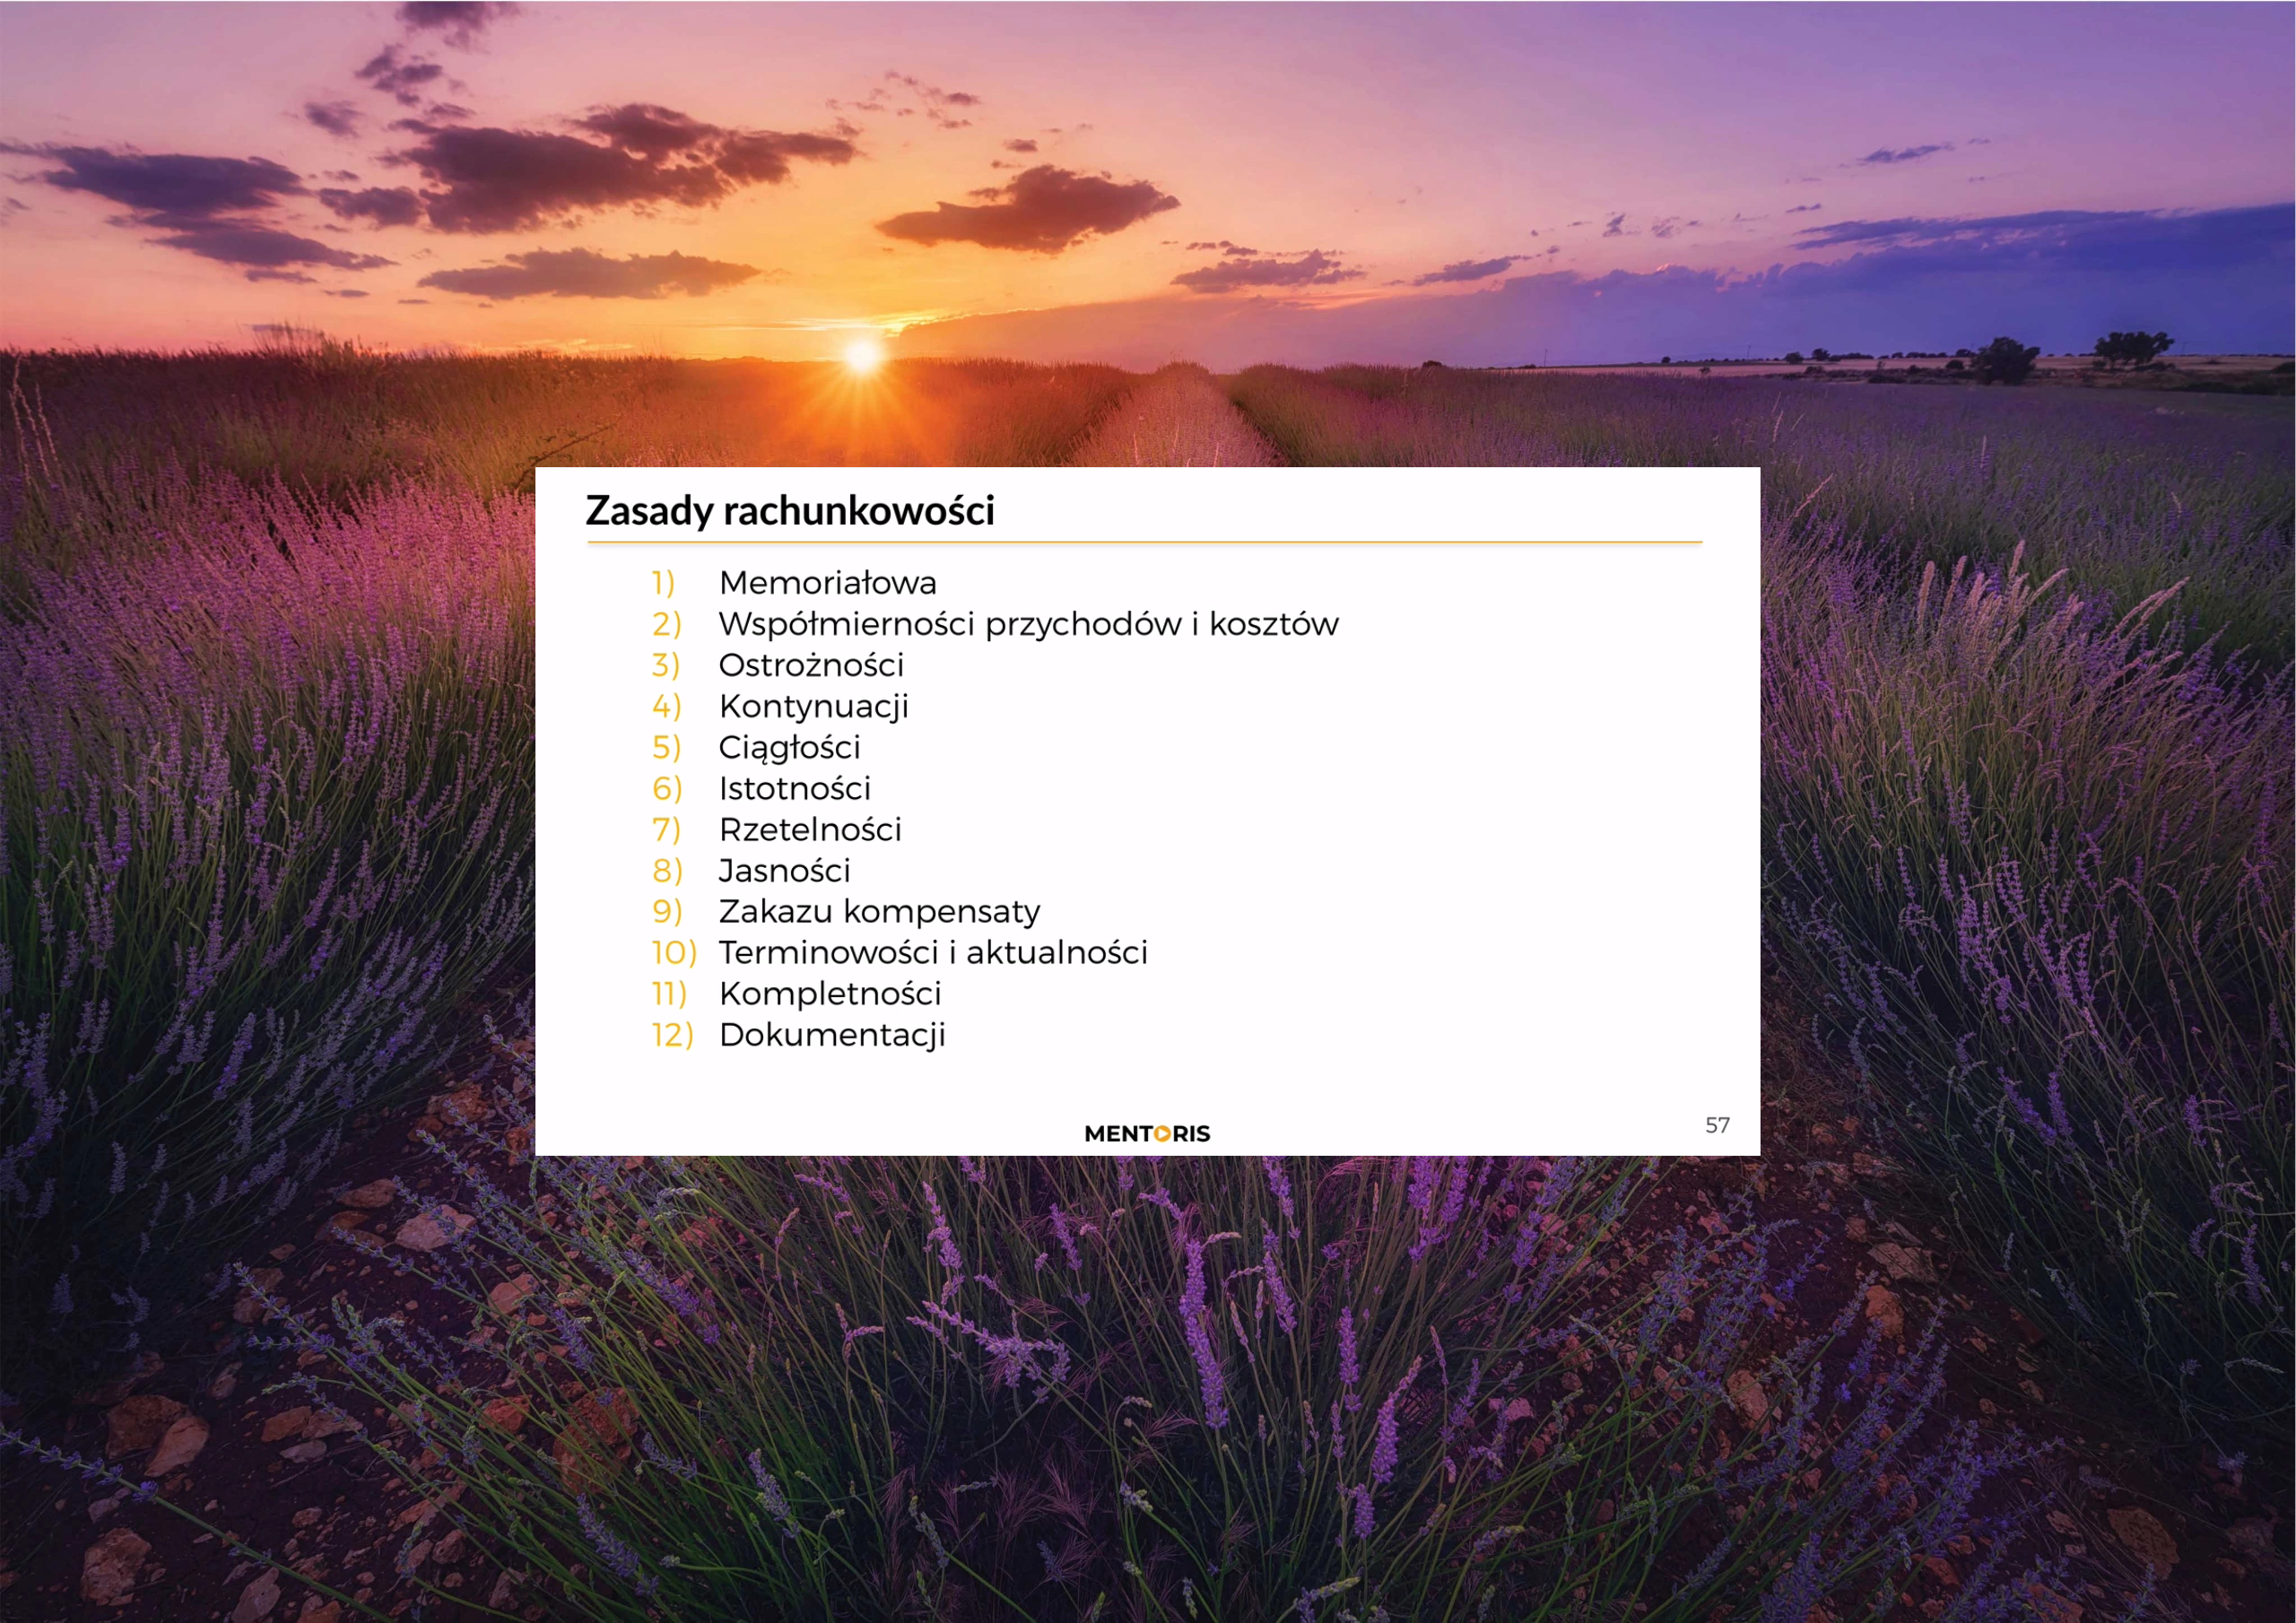 Zasady rachunkowości
1) Memoriałowa
2) Współmierności przychodów i kosztów
3) Ostrożności
4) Kontynuacji
5) Ciągłości
6) Istotności
7) Rzetelności
8) Jasności
9) Zakazu kompensaty
10) Terminowości i aktualności
11) Kompletności
12) Dokumentacji
MENTORIS
57